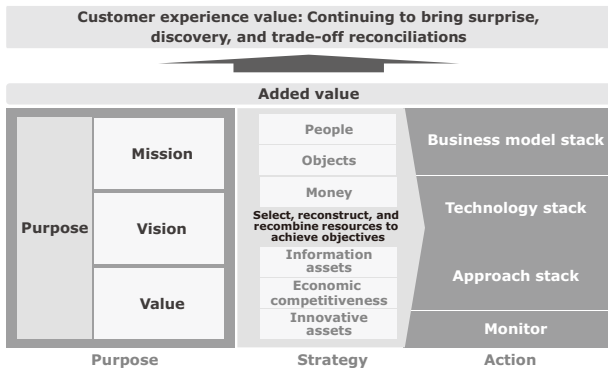 Customer experience value: Continuing to bring surprise,
discovery, and trade-off reconciliations
Added value
Purpose
Mission
Vision
Value
People
Objects
Money
Select, reconstruct, and
recombine resources to
achieve objectives
Information
assets
Economic
competitiveness
Innovative
assets
Business model stack
Technology stack
Approach stack
Monitor
Purpose
Strategy
Action